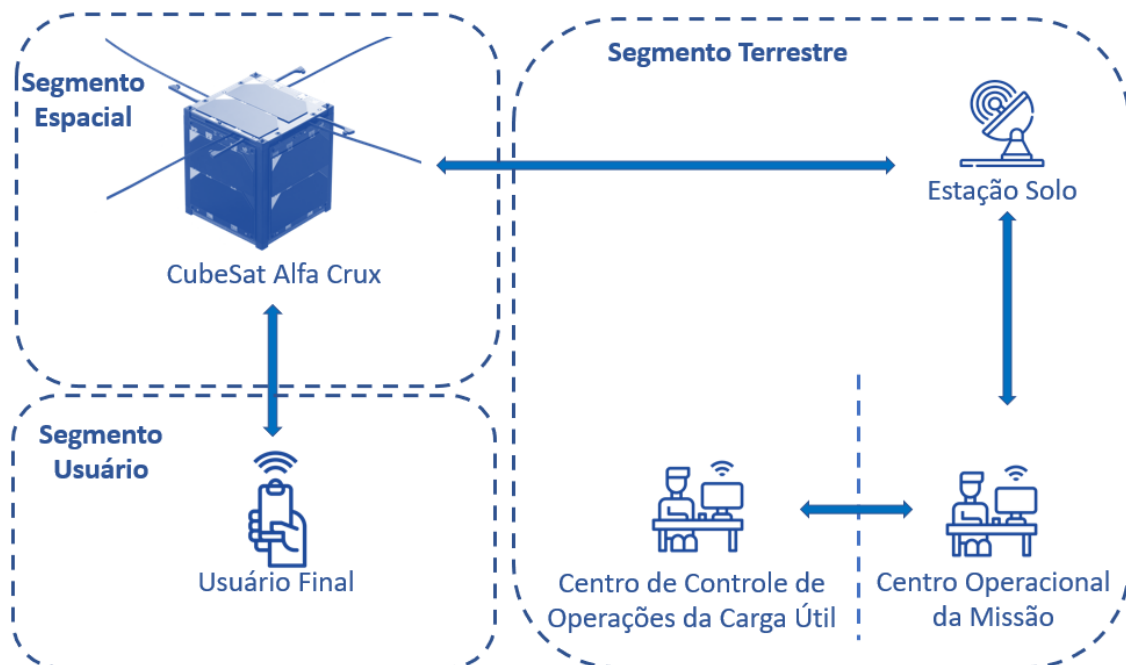 Segmento
Espacial
CubeSat Alfa Crux
Segmento Terrestre
Estação Solo
Segmento
Usuário
Usuário Final
Centro de Controle de
Operações da Carga Útil
Centro Operacional
da Missão